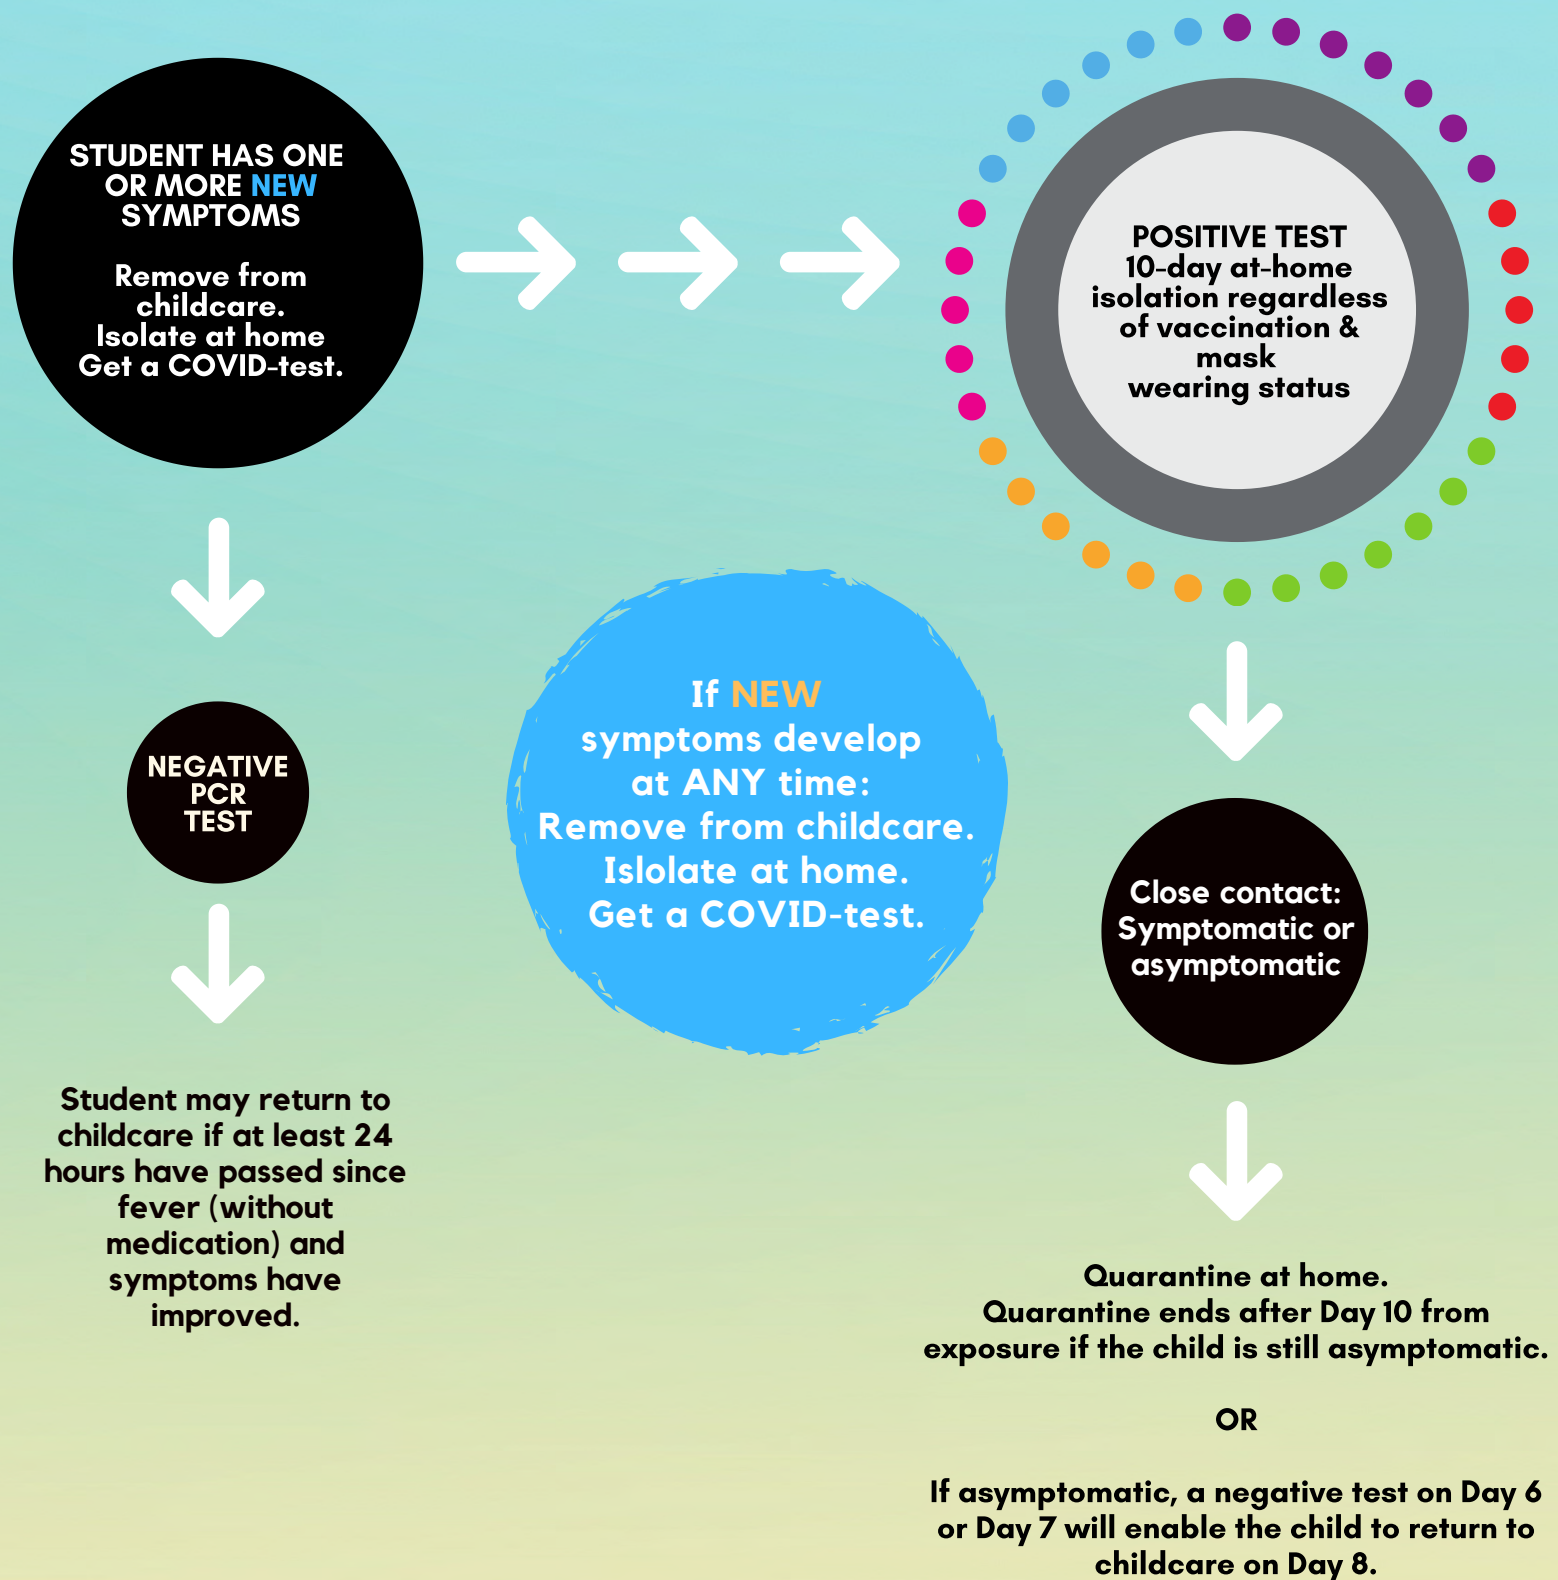 STUDENT HAS ONE
OR MORE NEW
SYMPTOMS
Remove from
childcare.
Isolate at home
Get a COVID-test.
POSITIVE TEST
10-day at-home
isolation regardless
of vaccination &
mask
wearing status
If NEW
symptoms develop
at ANY time:
Remove from childcare.
Islolate at home.
Get a COVID-test.
NEGATIVE
PCR
TEST
Close contact:
Symptomatic or
asymptomatic
Student may return to
childcare if at least 24
hours have passed since
fever (without
medication) and
symptoms have
improved.
Quarantine at home.
Quarantine ends after Day 10 from
exposure if the child is still asymptomatic.
OR
If asymptomatic, a negative test on Day 6
or Day 7 will enable the child to return to
childcare on Day 8.